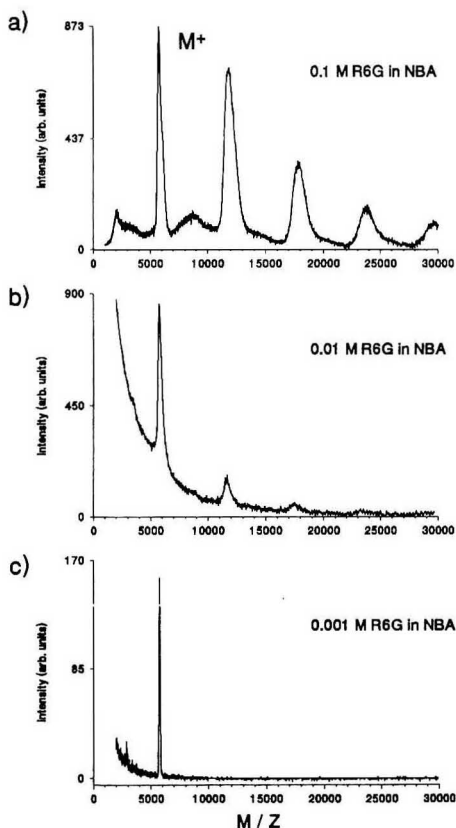 a)
873
M+
0.1 M R6G in NBA
437
Intensity (arb. units)
0
0 5000 10000 15000 20000 25000 30000
b)
900
0.01 M R6G in NBA
450
Intensity (arb. units)
0
0 5000 10000 15000 20000 25000 30000
c)
170
0.001 M R6G in NBA
85
Intensity (arb. units)
0
0 5000 10000 15000 20000 25000 30000
M / Z